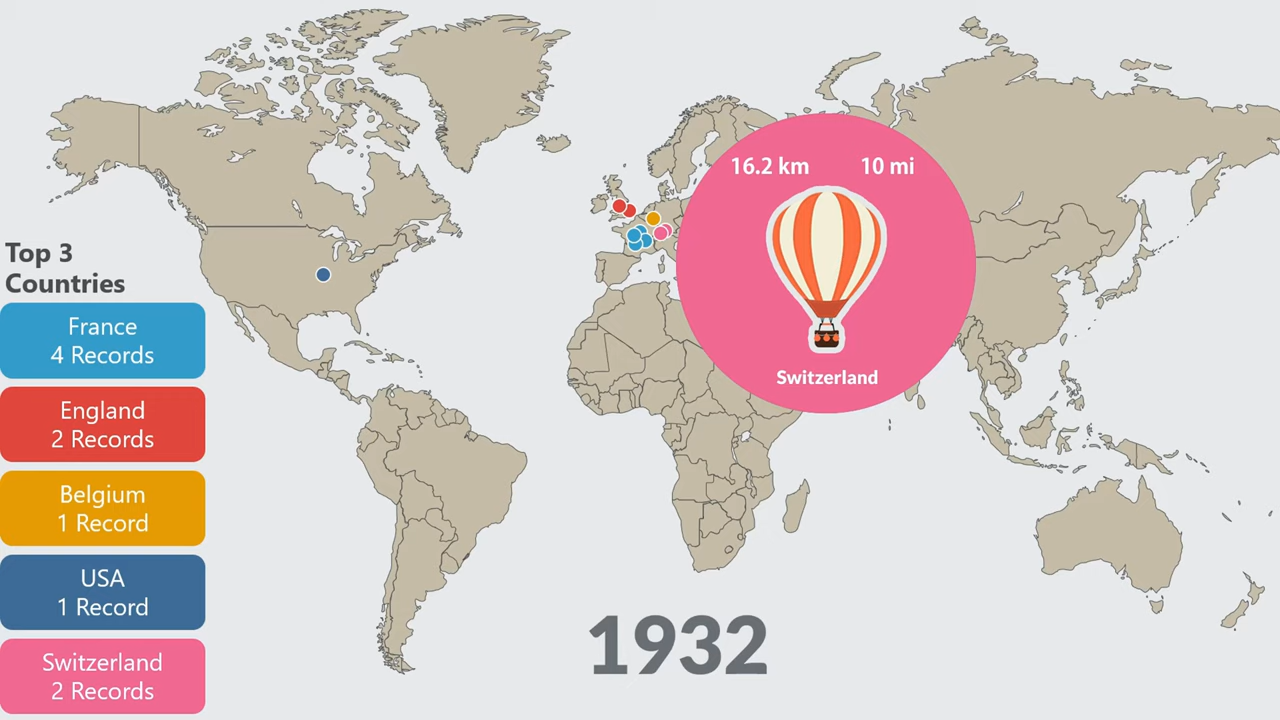 16.2 km 10 mi
Switzerland
Top 3
Countries
France
4 Records
England
2 Records
Belgium
1 Record
USA
1 Record
Switzerland
2 Records
1932